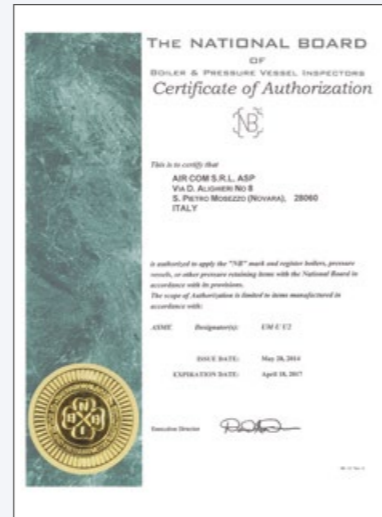 THE NATIONAL BOARD
OF
BOILER & PRESSURE VESSEL INSPECTORS
Certificate of Authorization
NB
This is to certify that
AIR COM S.R.L. ASP
VIA D. ALIGHIERI NO 8
S. PIETRO MOSEZZO (NOVARA), 28060
ITALY
is authorized to apply the "NB" mark and register boilers, pressure
vessels, or other pressure retaining items with the National Board in
accordance with its provisions.
The scope of Authorization is limited to items manufactured in
accordance with:
ASME Designator(s): UM U U2
ISSUE DATE: May 28, 2014
EXPIRATION DATE: April 18, 2017
Executive Director